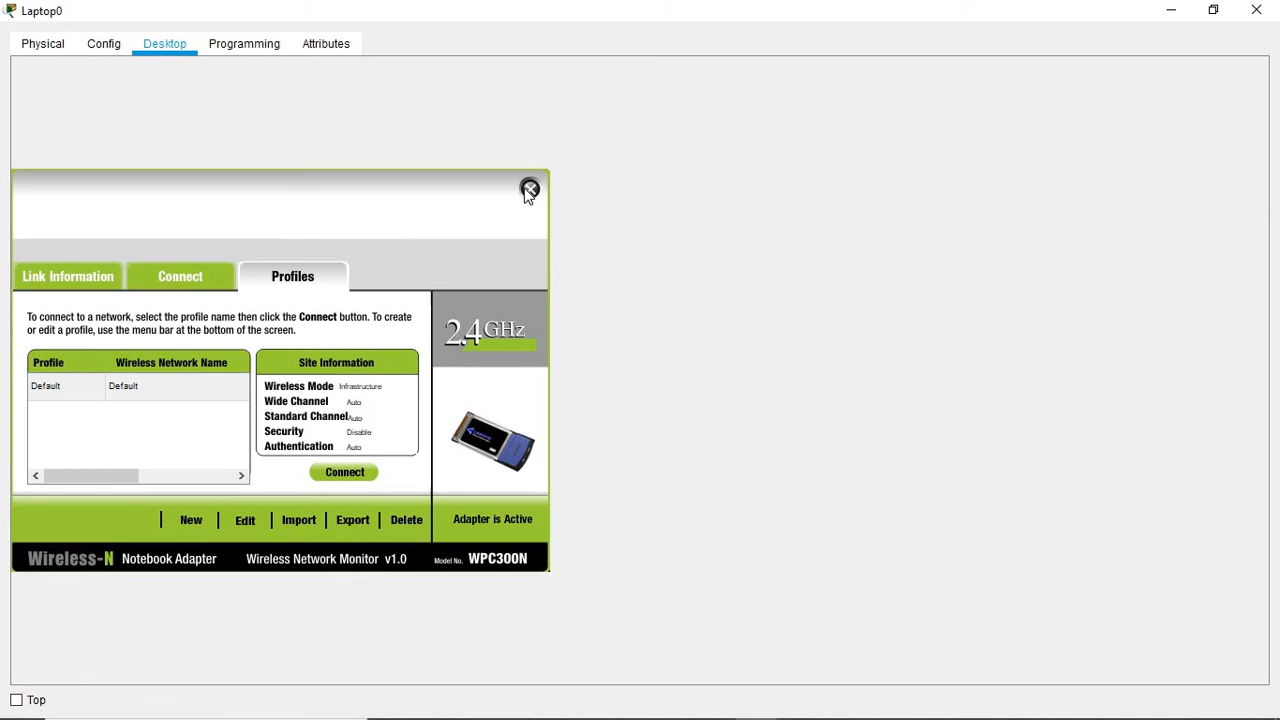 Laptop0
Physical Config Desktop Programming Attributes
Link Information Connect Profiles
To connect to a network, select the profile name then click the Connect button. To create
or edit a profile, use the menu bar at the bottom of the screen.
2.4GHz
Profile Wireless Network Name
Default Default
Site Information
Wireless Mode Infrastructure
Wide Channel Auto
Standard Channel Auto
Security Disable
Authentication Auto
Connect
New Edit Import Export Delete
Adapter is Active
Wireless-N Notebook Adapter Wireless Network Monitor v1.0 Model No. WPC300N
Top